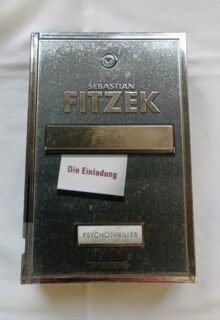 SEBASTIAN
FITZEK
Die Einladung
PSYCHOTHRILLER